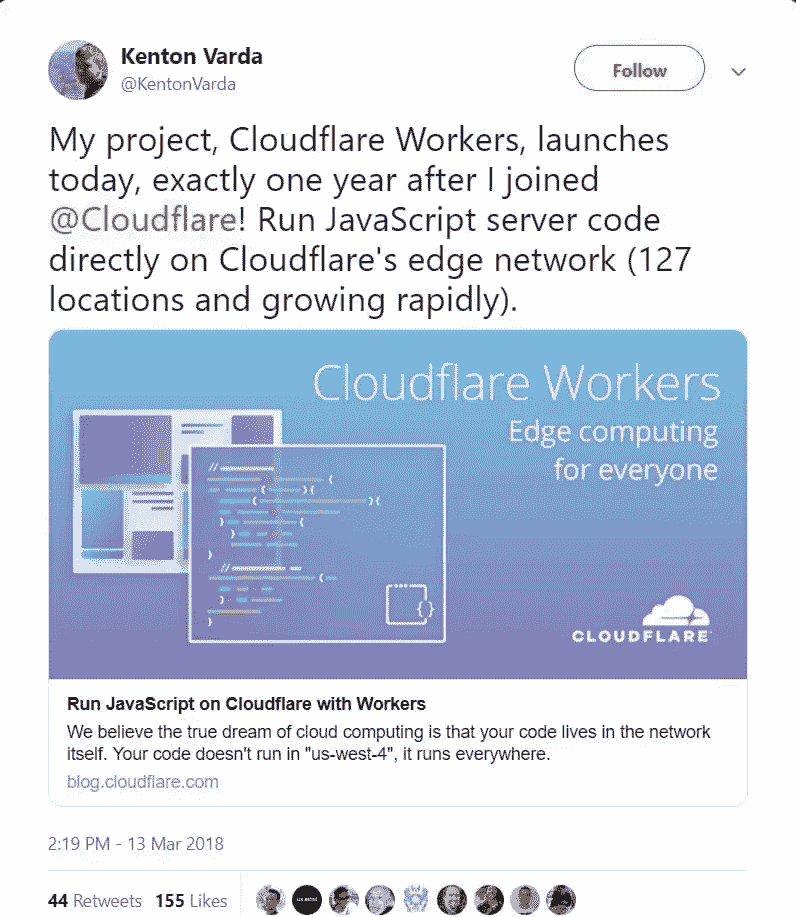 Kenton Varda
@KentonVarda
Follow
My project, Cloudflare Workers, launches
today, exactly one year after I joined
@Cloudflare! Run JavaScript server code
directly on Cloudflare's edge network (127
locations and growing rapidly).
Cloudflare Workers
Edge computing
for everyone
CLOUDFLARE
Run JavaScript on Cloudflare with Workers
We believe the true dream of cloud computing is that your code lives in the network
itself. Your code doesn't run in "us-west-4", it runs everywhere.
blog.cloudflare.com
2:19 PM - 13 Mar 2018
44 Retweets 155 Likes